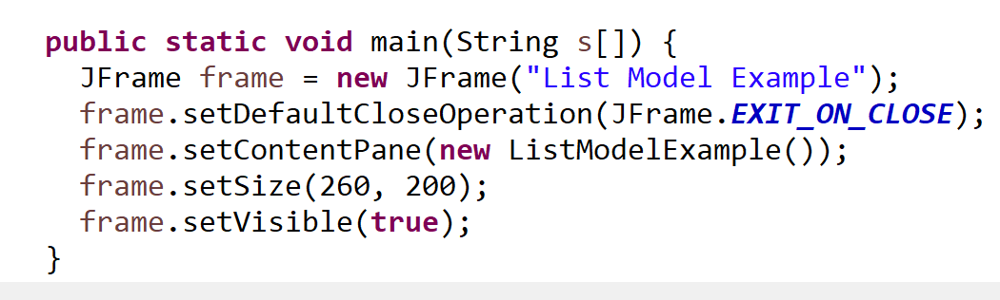 public static void main(String s[]) {
JFrame frame = new JFrame("List Model Example");
frame.setDefaultCloseOperation(JFrame.EXIT_ON_CLOSE);
frame.setContentPane(new ListModelExample());
frame.setSize(260, 200);
frame.setVisible(true);
}